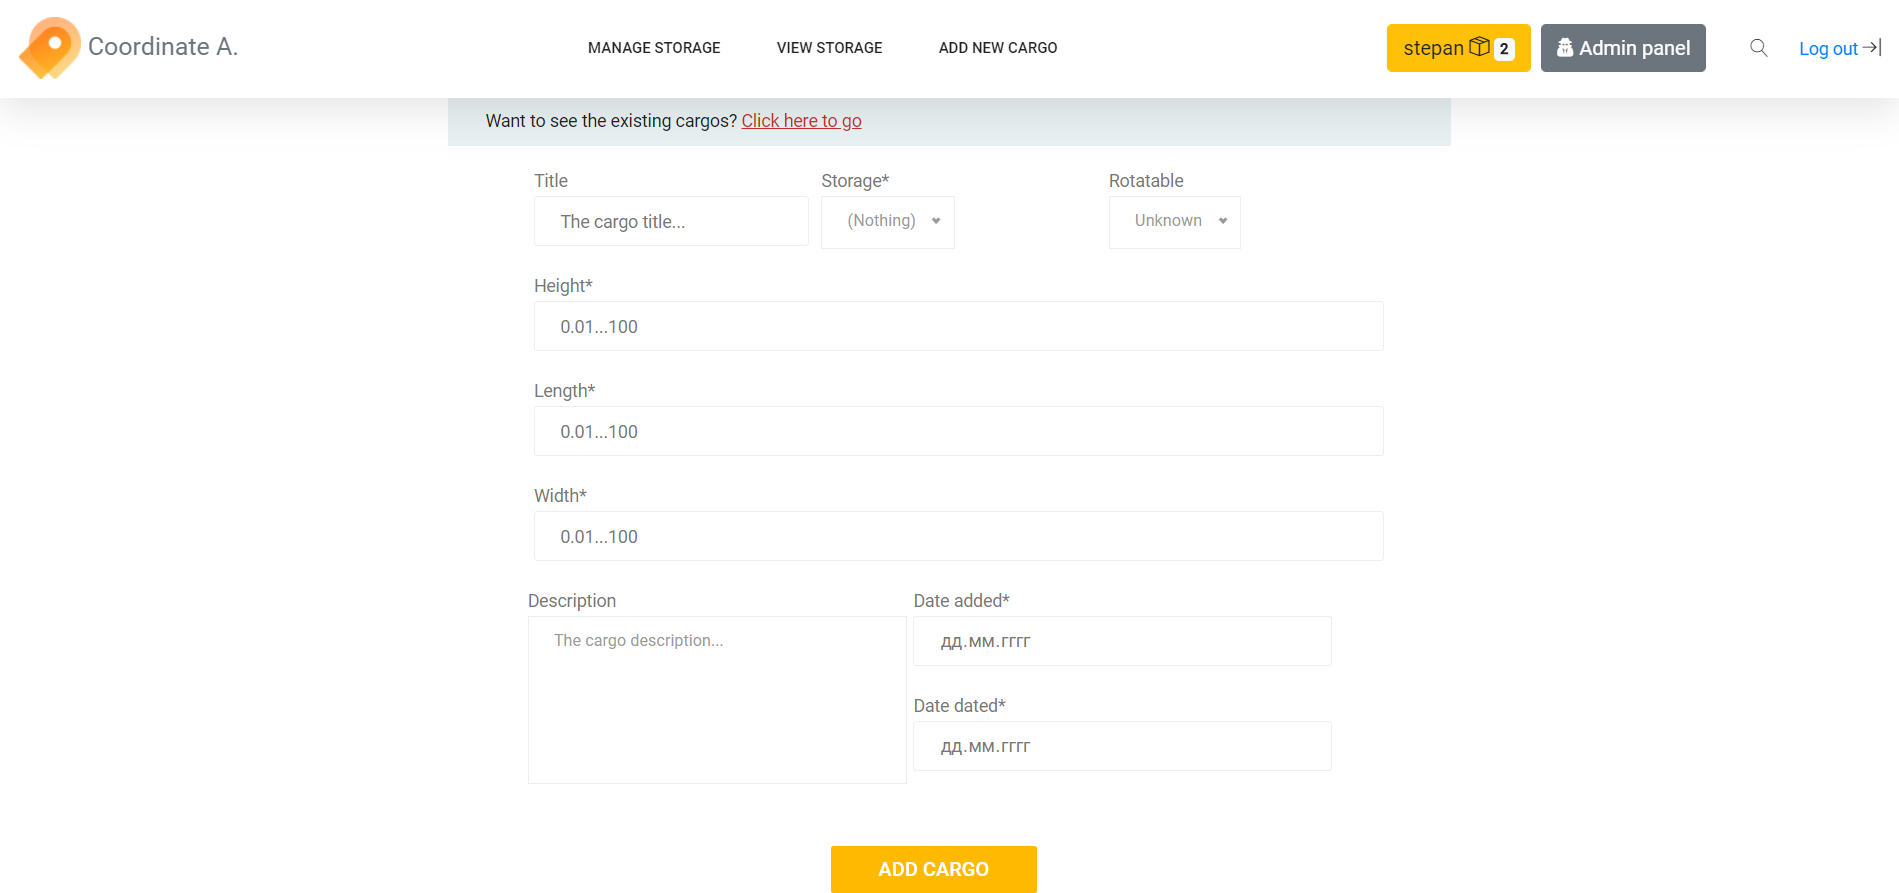 Coordinate A.
MANAGE STORAGE
VIEW STORAGE
ADD NEW CARGO
stepan 2
Admin panel
Log out
Want to see the existing cargos? Click here to go
Title
Storage*
Rotatable
The cargo title...
(Nothing)
Unknown
Height*
0.01...100
Length*
0.01...100
Width*
0.01...100
Description
The cargo description...
Date added*
дд.мм.гггг
Date dated*
дд.мм.гггг
ADD CARGO